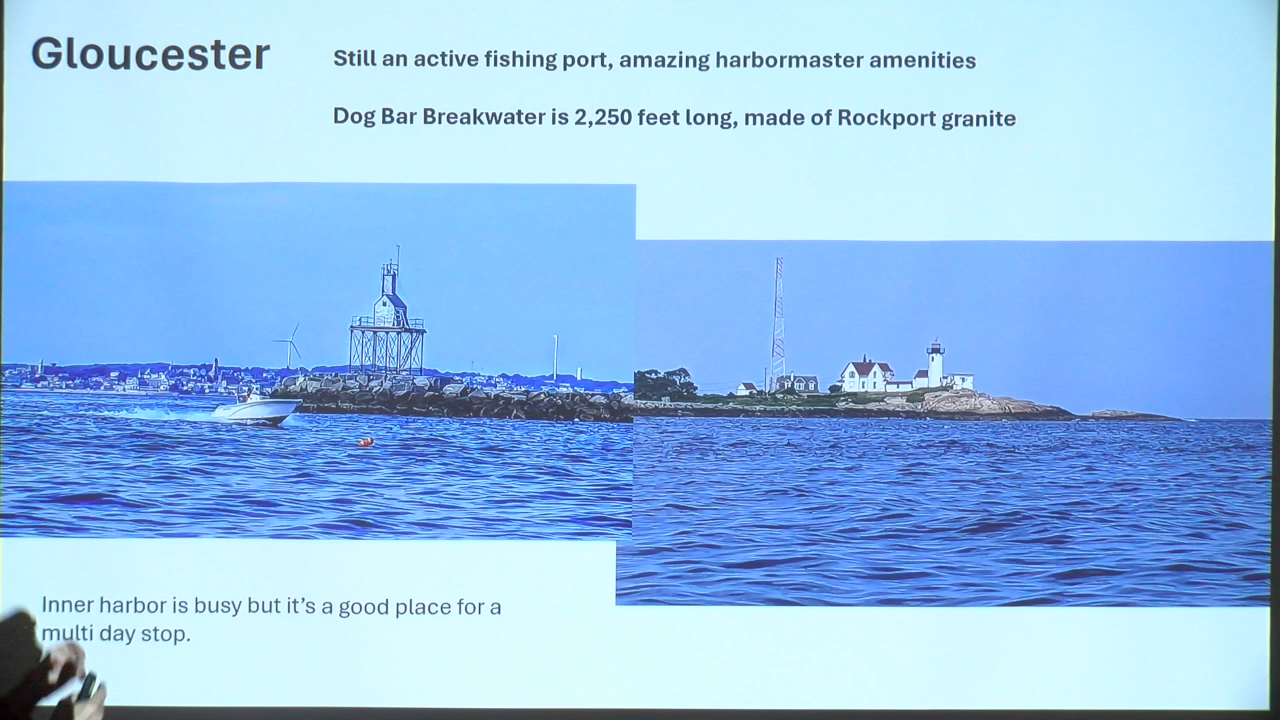 Gloucester
Still an active fishing port, amazing harbormaster amenities
Dog Bar Breakwater is 2,250 feet long, made of Rockport granite
Inner harbor is busy but it's a good place for a
multi day stop.